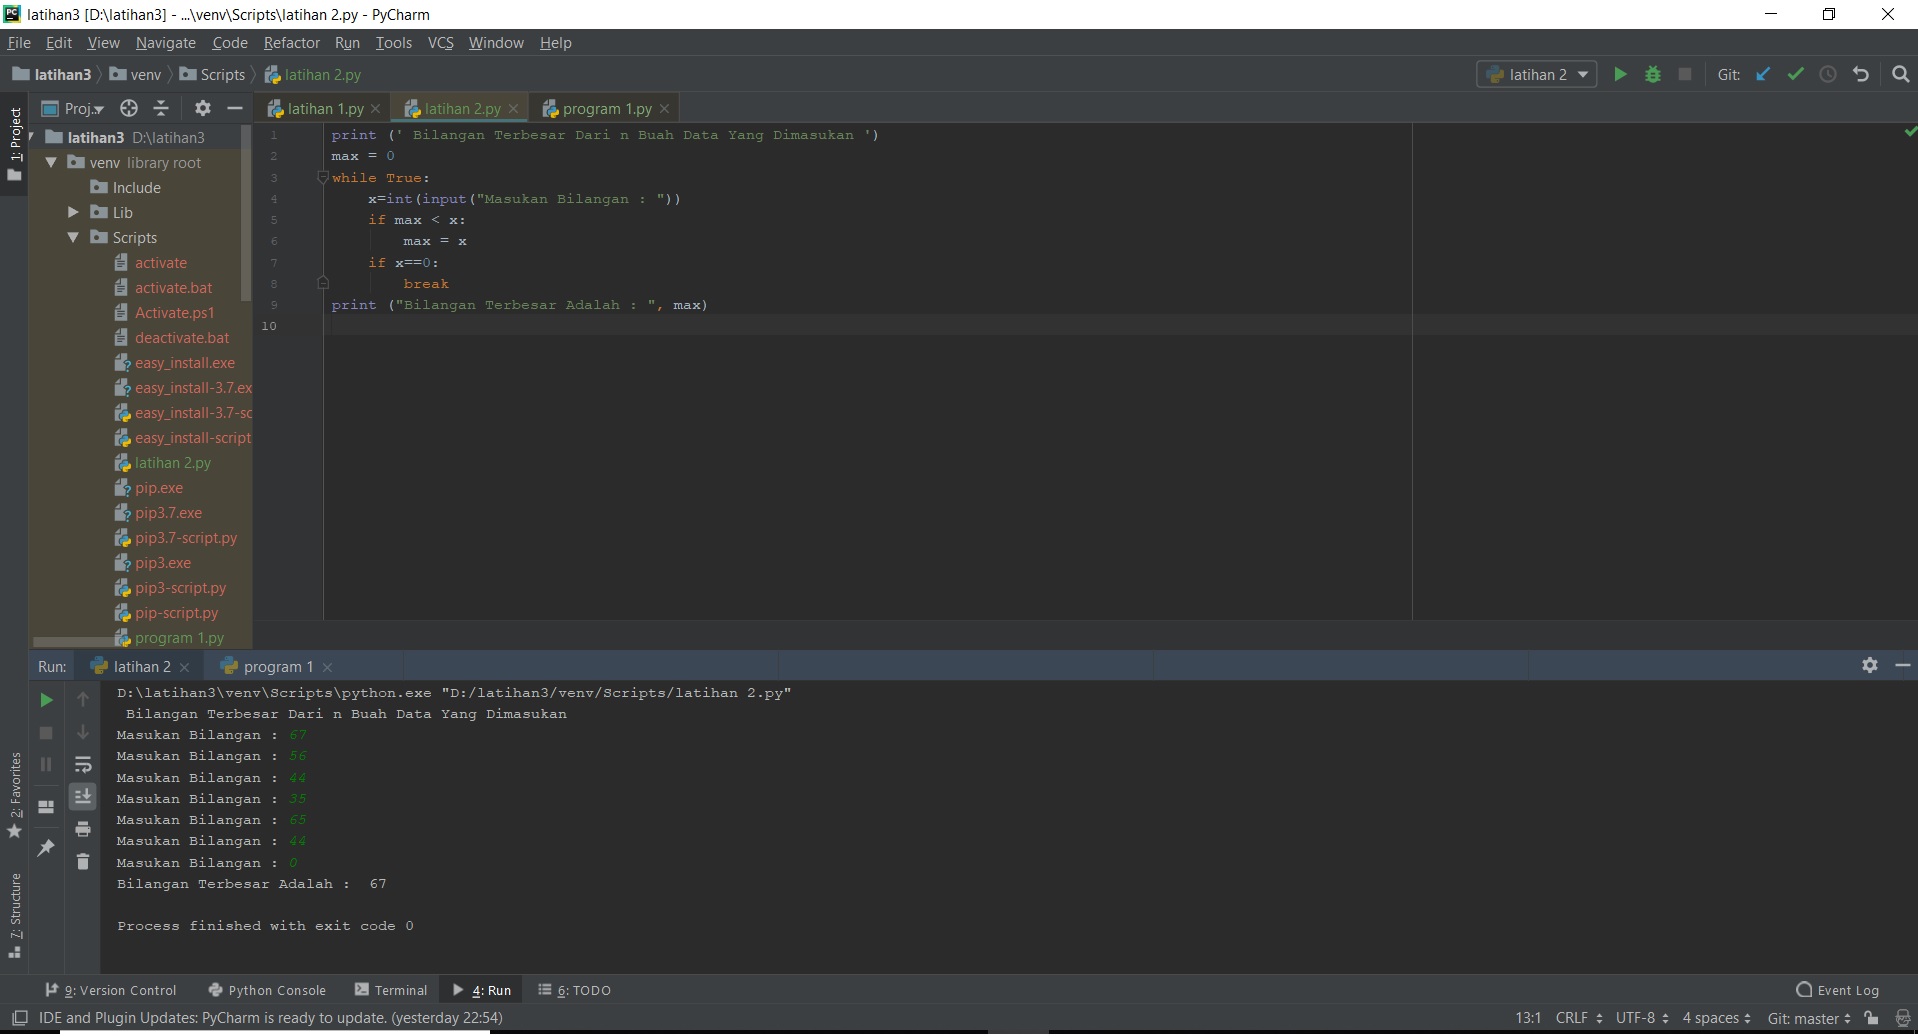 latihan3 [D:\latihan3] - ...\venv\Scripts\latihan 2.py - PyCharm
File Edit View Navigate Code Refactor Run Tools VCS Window Help
latihan3 venv Scripts latihan 2.py
latihan 2 Git:
1: Project
Proj..
latihan 1.py latihan 2.py program 1.py
latihan3 D:\latihan3
venv library root
Include
Lib
Scripts
activate
activate.bat
Activate.ps1
deactivate.bat
easy_install.exe
easy_install-3.7.ex
easy_install-3.7-sc
easy_install-script
latihan 2.py
pip.exe
pip3.7.exe
pip3.7-script.py
pip3.exe
pip3-script.py
pip-script.py
program 1.py
1 print (' Bilangan Terbesar Dari n Buah Data Yang Dimasukan ')
2 max = 0
3 while True:
4 x=int(input("Masukan Bilangan : "))
5 if max < x:
6 max = x
7 if x==0:
8 break
9 print ("Bilangan Terbesar Adalah : ", max)
10
Run: latihan 2 program 1
D:\latihan3\venv\Scripts\python.exe "D:/latihan3/venv/Scripts/latihan 2.py"
Bilangan Terbesar Dari n Buah Data Yang Dimasukan
Masukan Bilangan : 67
Masukan Bilangan : 56
Masukan Bilangan : 44
Masukan Bilangan : 35
Masukan Bilangan : 65
Masukan Bilangan : 44
Masukan Bilangan : 0
Bilangan Terbesar Adalah :  67
Process finished with exit code 0
2: Favorites
7: Structure
9: Version Control Python Console Terminal 4: Run 6: TODO Event Log
IDE and Plugin Updates: PyCharm is ready to update. (yesterday 22:54) 13:1 CRLF UTF-8 4 spaces Git: master